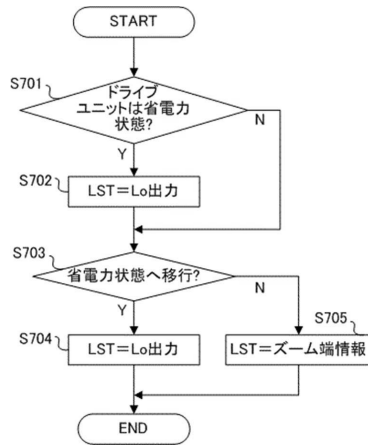 START
S701
ドライブ
ユニットは省電力
状態?
N
Y
S702
LST=Lo出力
S703
省電力状態へ移行?
N
Y
S704
LST=Lo出力
S705
LST=ズーム端情報
END